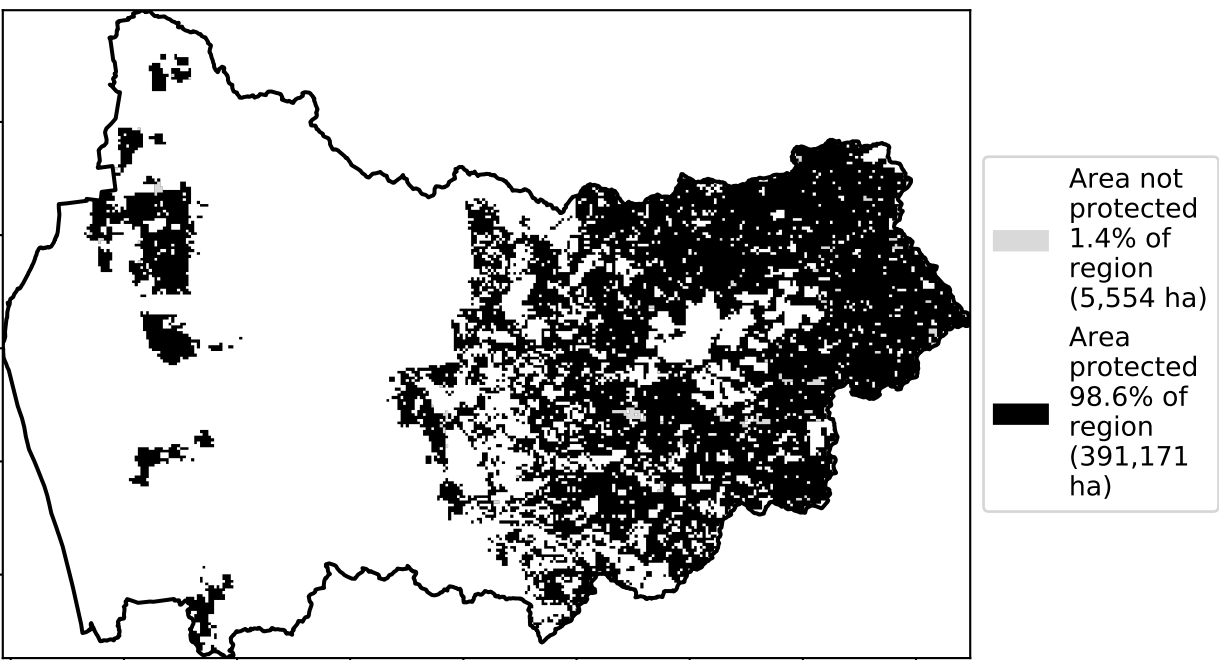 Area not
protected
1.4% of
region
(5,554 ha)
Area
protected
98.6% of
region
(391,171
ha)